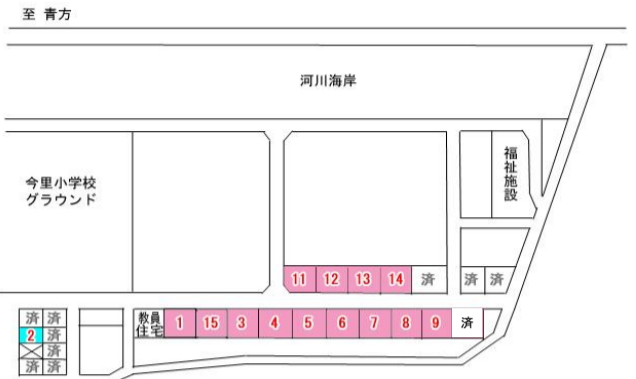 至 青方
河川海岸
福祉施設
今里小学校
グラウンド
11 12 13 14 済 済 済
済 済
2 済
済
済 済
教員
住宅
1 15 3 4 5 6 7 8 9 済